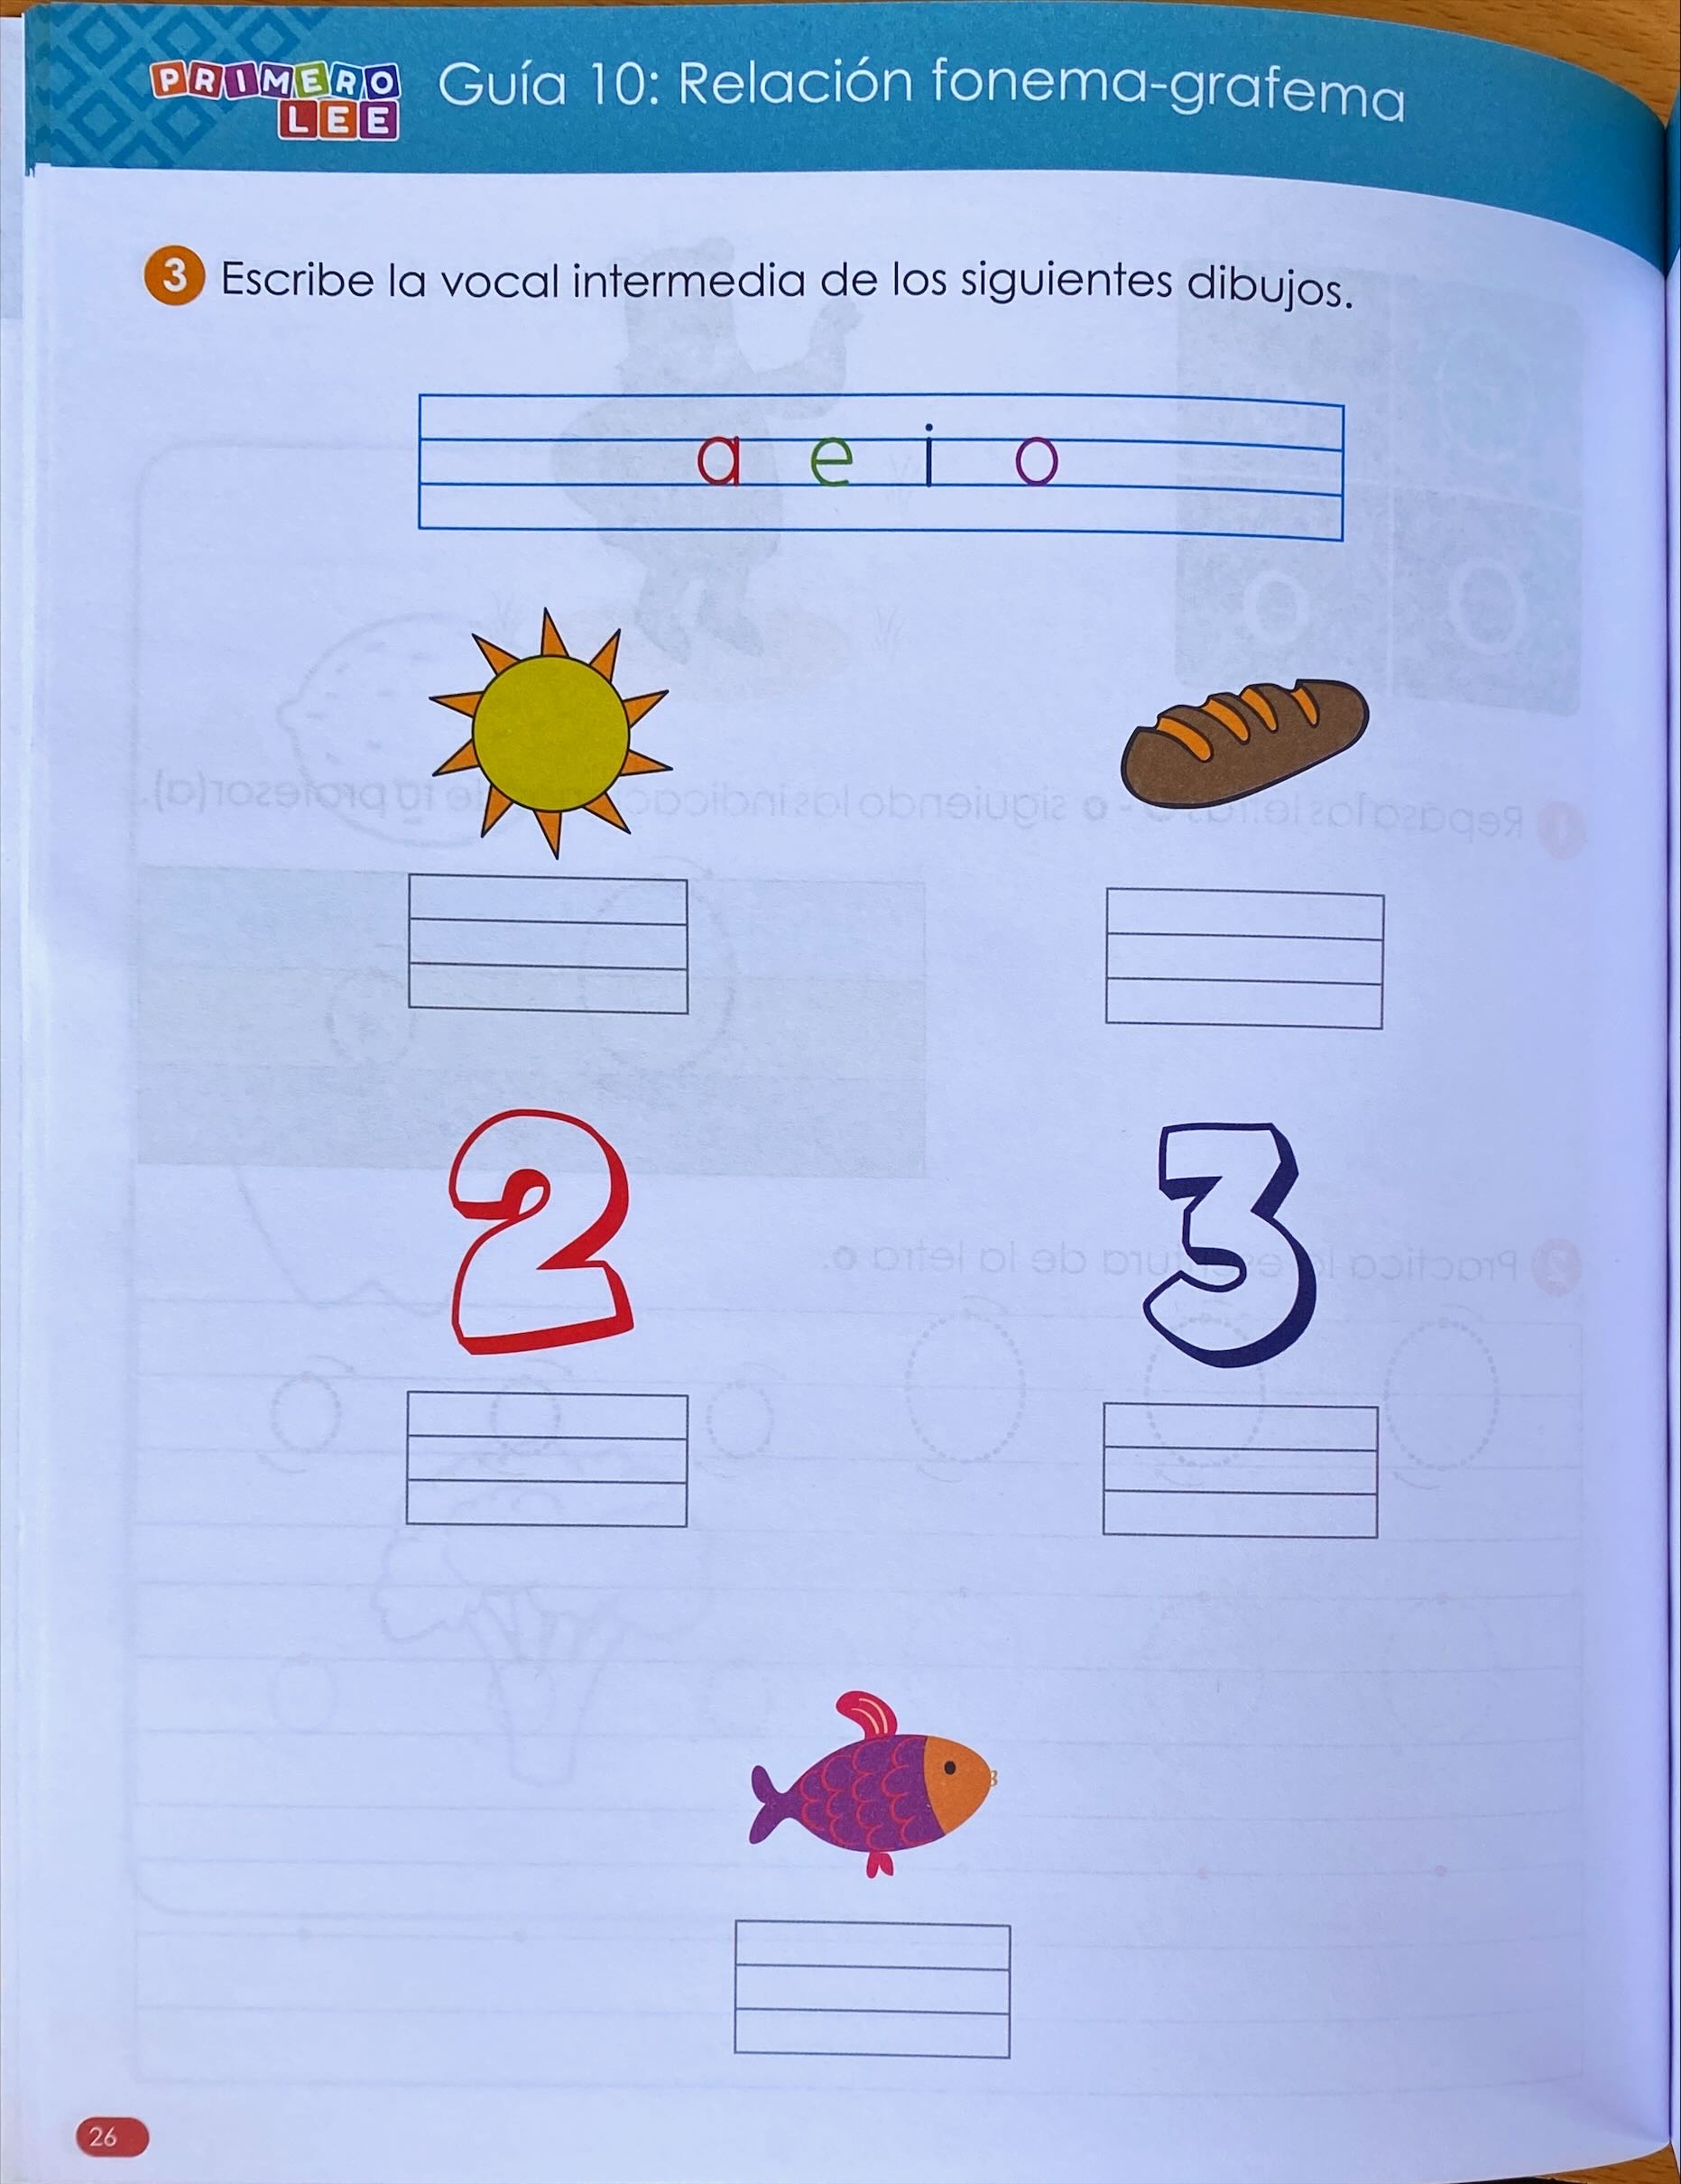 PRIMERO
LEE
Guía 10: Relación fonema-grafema
3 Escribe la vocal intermedia de los siguientes dibujos.
a e i o
2 3
26